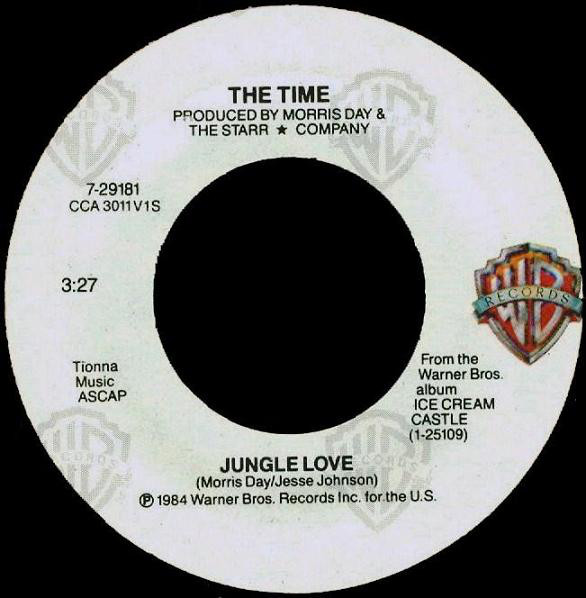 THE TIME
PRODUCED BY MORRIS DAY &
THE STARR ★ COMPANY
7-29181
CCA 3011V1S
3:27
WB
RECORDS
Tionna
Music
ASCAP
From the
Warner Bros.
album
ICE CREAM
CASTLE
(1-25109)
JUNGLE LOVE
(Morris Day/Jesse Johnson)
℗ 1984 Warner Bros. Records Inc. for the U.S.